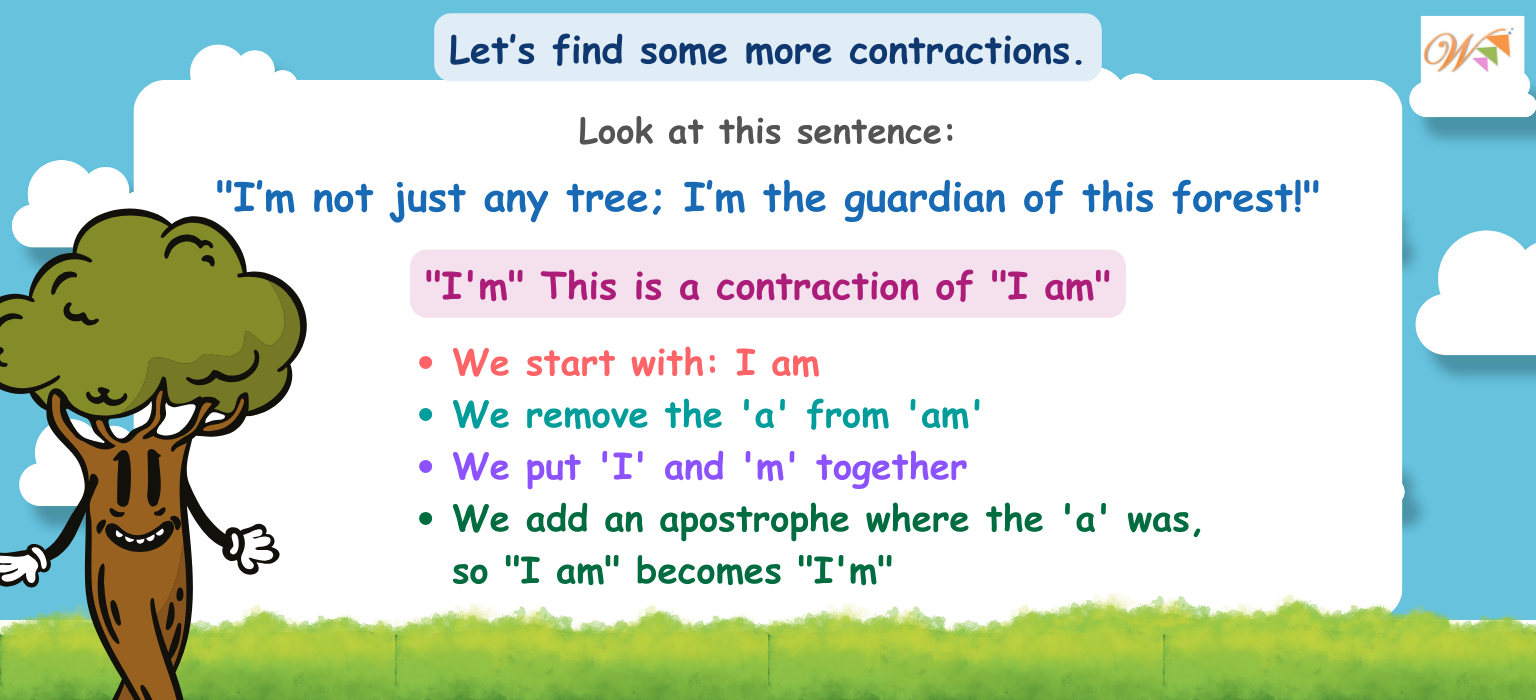 Let's find some more contractions.
W
Look at this sentence:
"I'm not just any tree; I'm the guardian of this forest!"
"I'm" This is a contraction of "I am"
• We start with: I am
• We remove the 'a' from 'am'
• We put 'I' and 'm' together
• We add an apostrophe where the 'a' was,
so "I am" becomes "I'm"